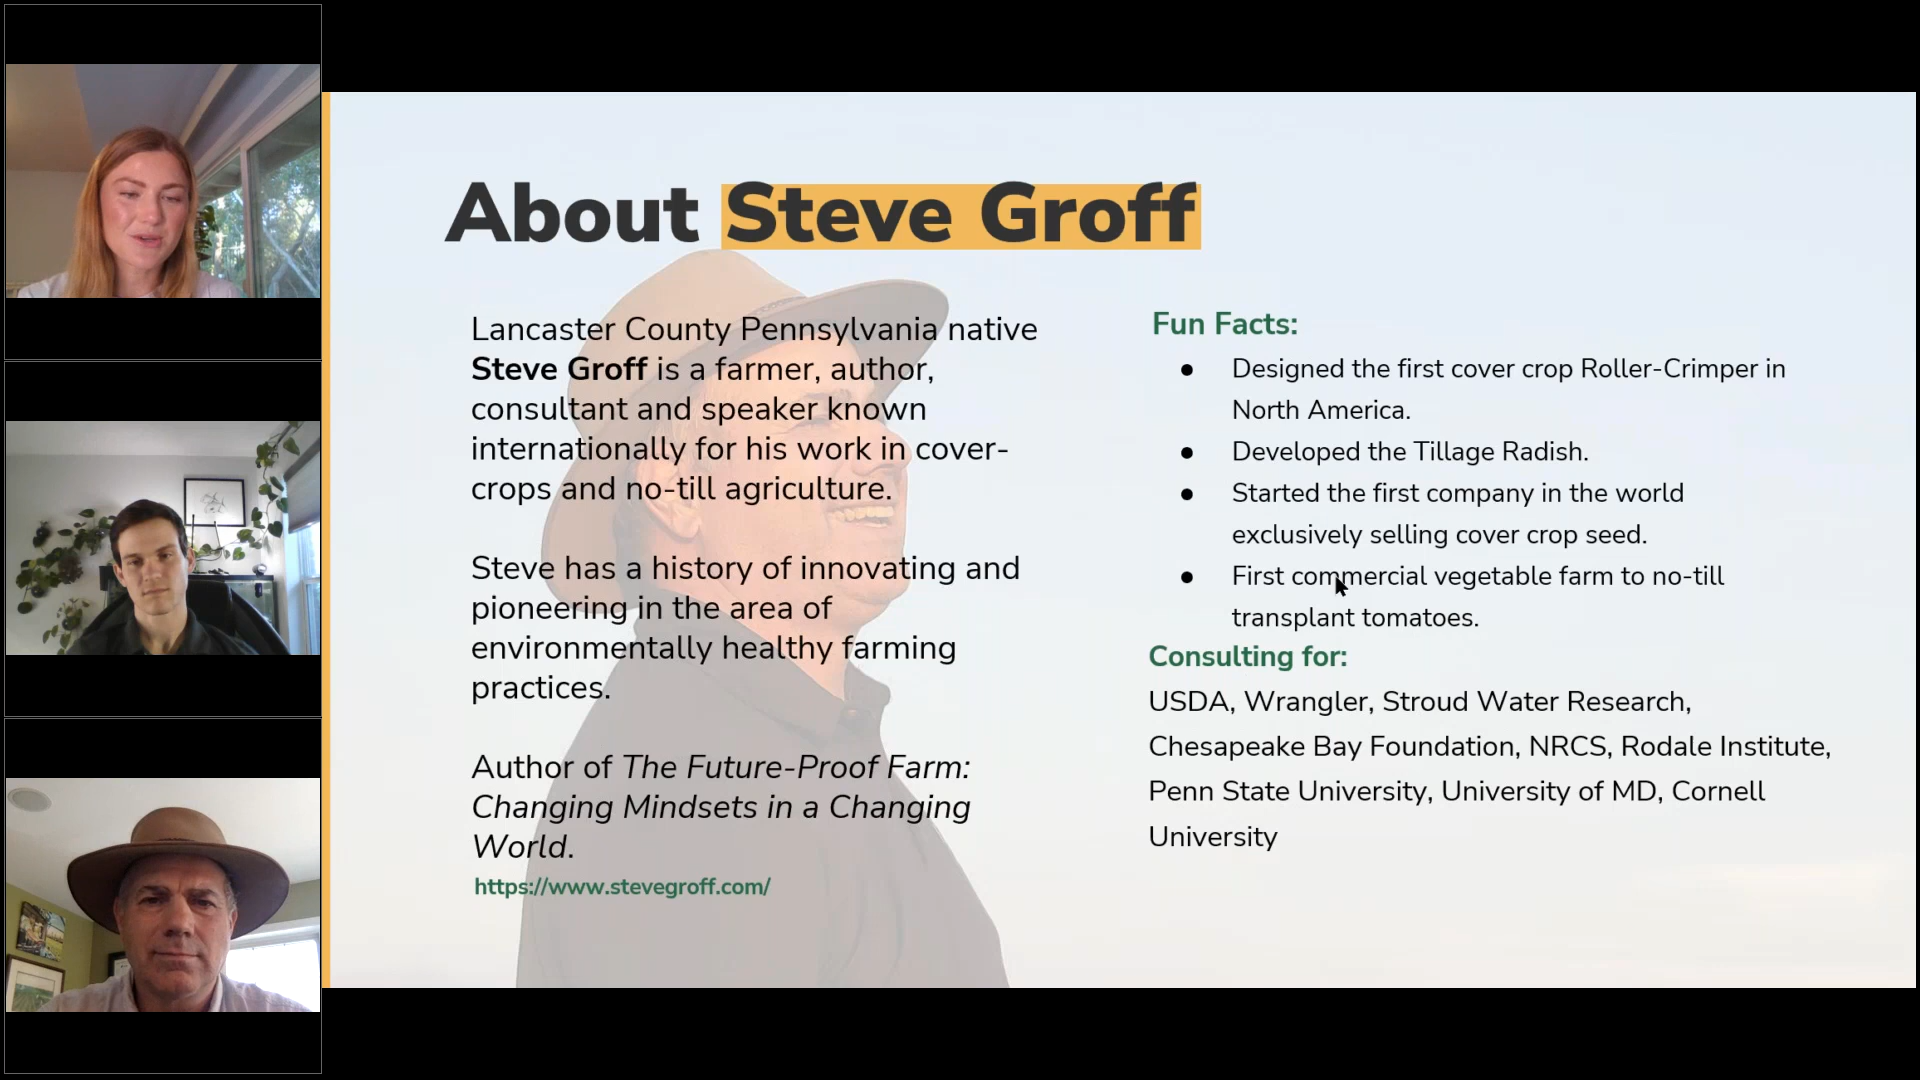 About Steve Groff
Lancaster County Pennsylvania native
Steve Groff is a farmer, author,
consultant and speaker known
internationally for his work in cover-
crops and no-till agriculture.
Steve has a history of innovating and
pioneering in the area of
environmentally healthy farming
practices.
Author of The Future-Proof Farm:
Changing Mindsets in a Changing
World.
https://www.stevegroff.com/
Fun Facts:
● Designed the first cover crop Roller-Crimper in
North America.
● Developed the Tillage Radish.
● Started the first company in the world
exclusively selling cover crop seed.
● First commercial vegetable farm to no-till
transplant tomatoes.
Consulting for:
USDA, Wrangler, Stroud Water Research,
Chesapeake Bay Foundation, NRCS, Rodale Institute,
Penn State University, University of MD, Cornell
University